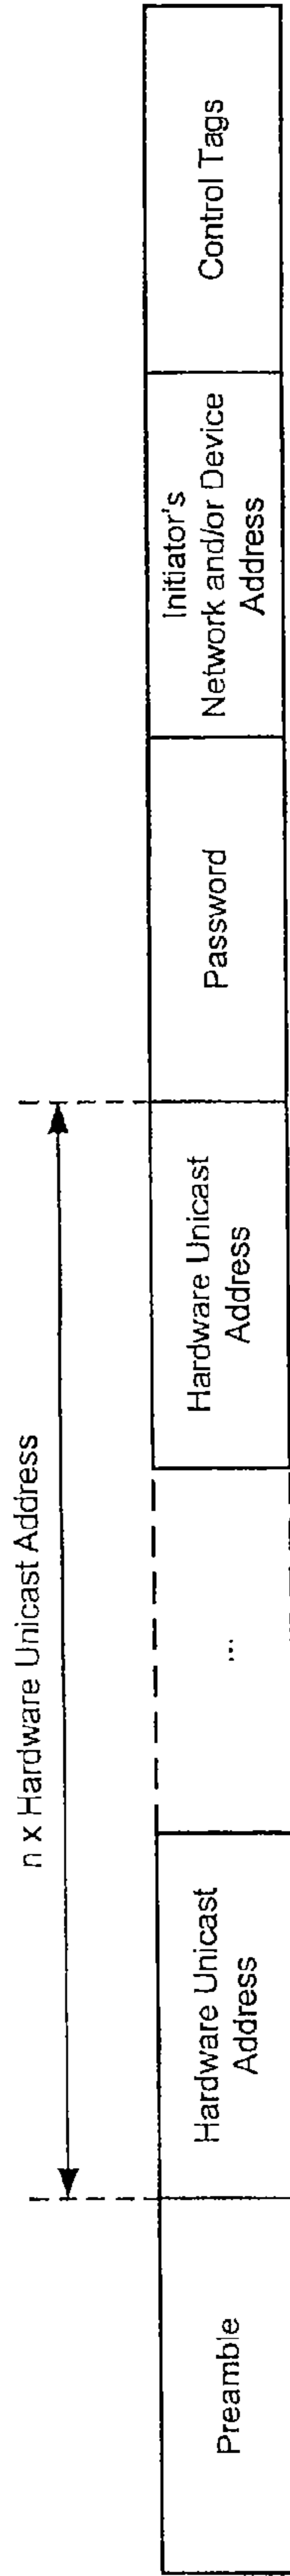 n x Hardware Unicast Address
Preamble
Hardware Unicast
Address
...
Hardware Unicast
Address
Password
Initiator's
Network and/or Device
Address
Control Tags